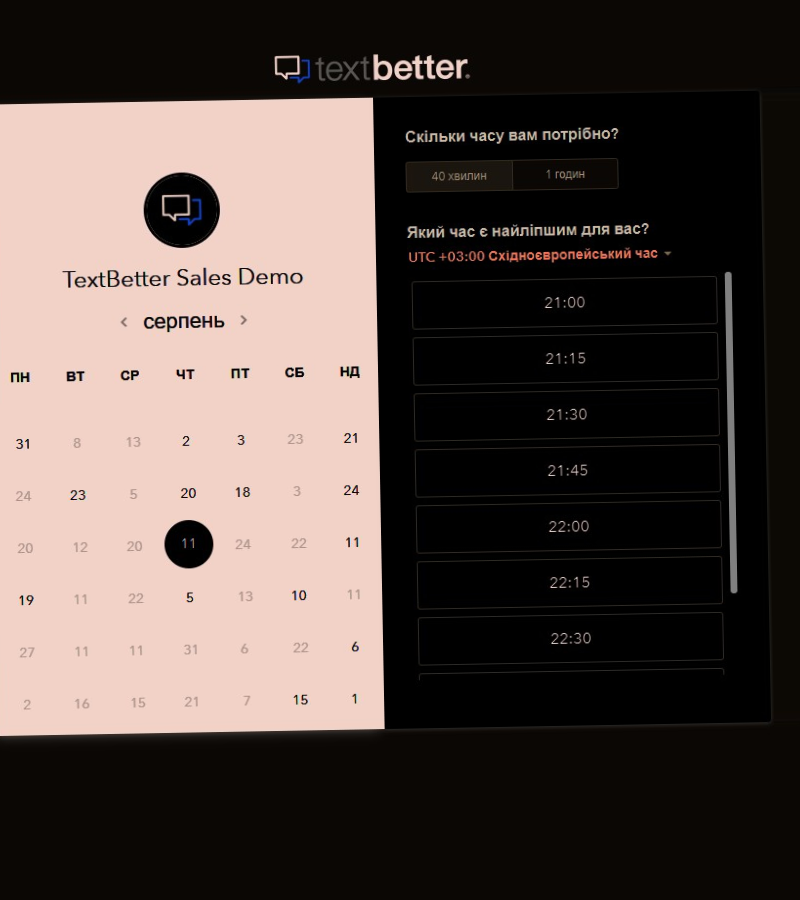 textbetter.
TextBetter Sales Demo
серпень
ПН ВТ СР ЧТ ПТ СБ НД
31 8 13 2 3 23 21
24 23 5 20 18 3 24
20 12 20 11 24 22 11
19 11 22 5 13 10 11
27 11 11 31 6 22 6
2 16 15 21 7 15 1
Скільки часу вам потрібно?
40 хвилин 1 годин
Який час є найліпшим для вас?
UTC +03:00 Східноєвропейський час
21:00
21:15
21:30
21:45
22:00
22:15
22:30